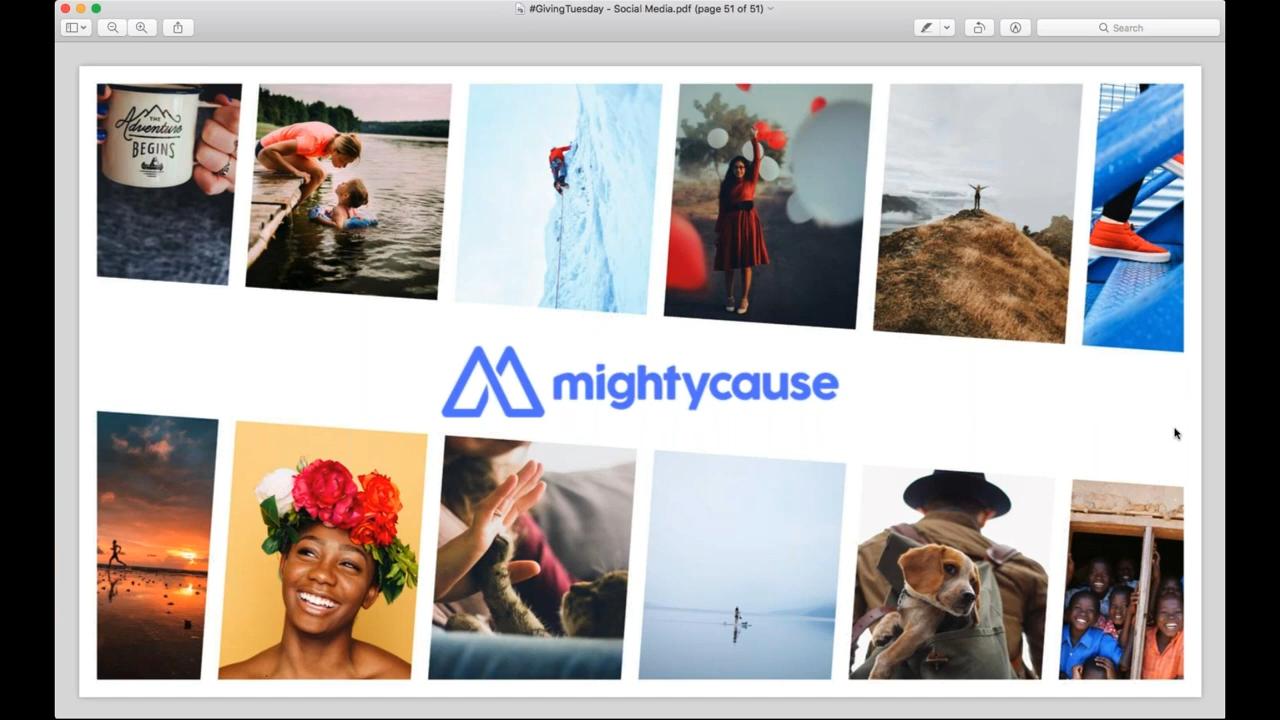 #GivingTuesday - Social Media.pdf (page 51 of 51)
Search
THE
Adventure
BEGINS
mightycause